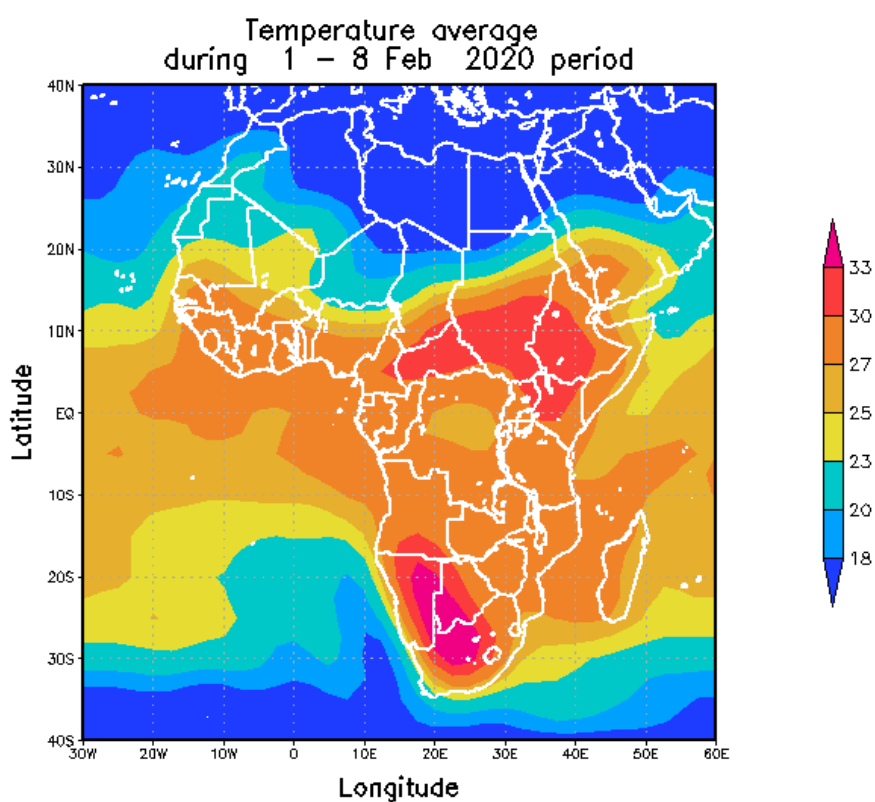 Temperature average
during 1 - 8 Feb 2020 period
40N
30N
20N
10N
EQ
10S
20S
30S
40S
30W 20W 10W 0 10E 20E 30E 40E 50E 60E
Latitude
Longitude
33
30
27
25
23
20
18